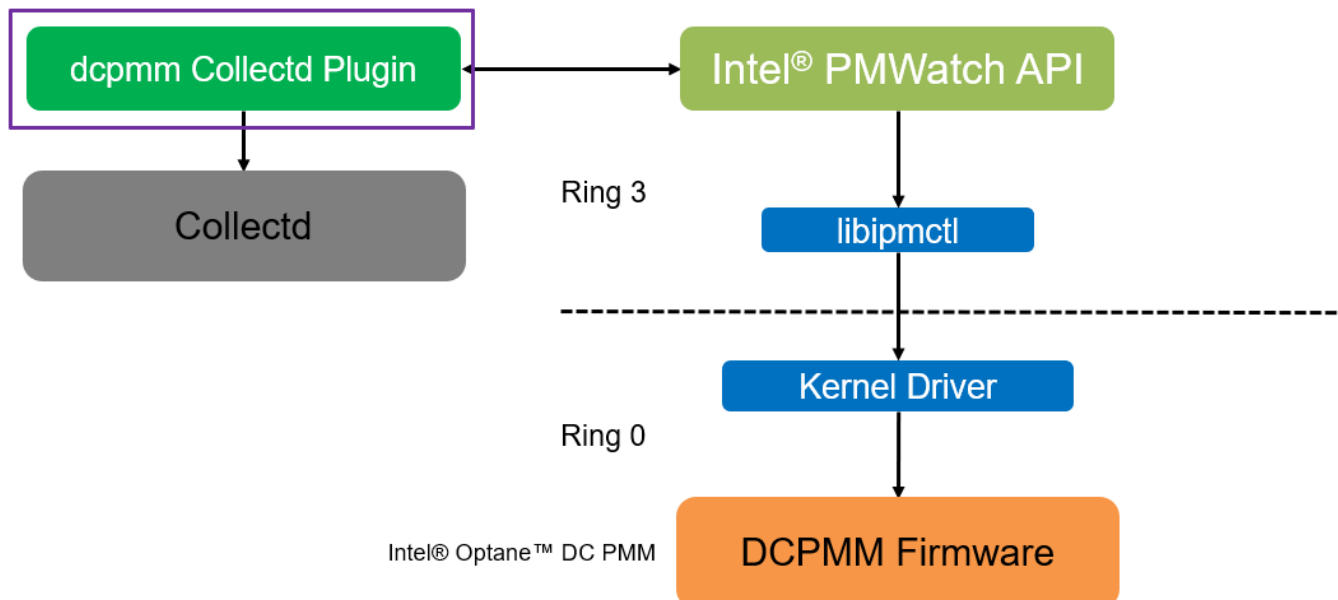 dcpmm Collectd Plugin
Intel® PMWatch API
Collectd
Ring 3
libipmctl
Kernel Driver
Ring 0
Intel® Optane™ DC PMM
DCPMM Firmware